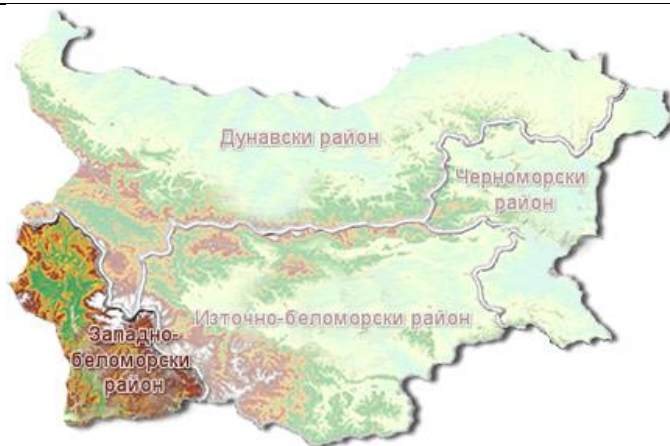 Дунавски район
Черноморски
район
Източно-беломорски район
Западно-
беломорски
район